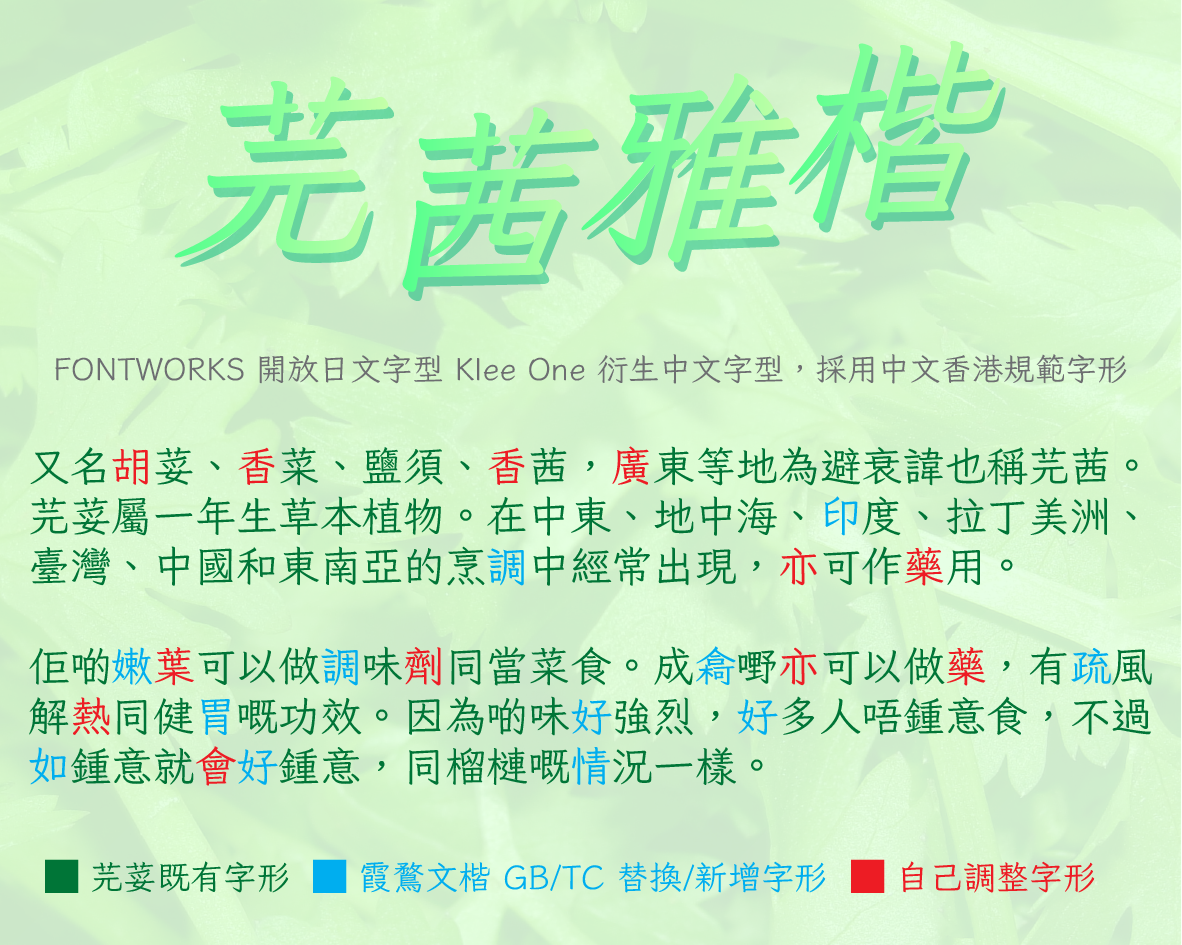 芫茜雅楷
FONTWORKS 開放日文字型 Klee One 衍生中文字型，採用中文香港規範字形
又名胡荽、香菜、鹽須、香茜，廣東等地為避衰諱也稱芫茜。
芫荽屬一年生草本植物。在中東、地中海、印度、拉丁美洲、
臺灣、中國和東南亞的烹調中經常出現，亦可作藥用。
佢啲嫩葉可以做調味劑同當菜食。成棵嘢亦可以做藥，有疏風
解熱同健胃嘅功效。因為啲味好強烈，好多人唔鍾意食，不過
如鍾意就會好鍾意，同榴槤嘅情況一樣。
芫荽既有字形
霞鶩文楷 GB/TC 替換/新增字形
自己調整字形